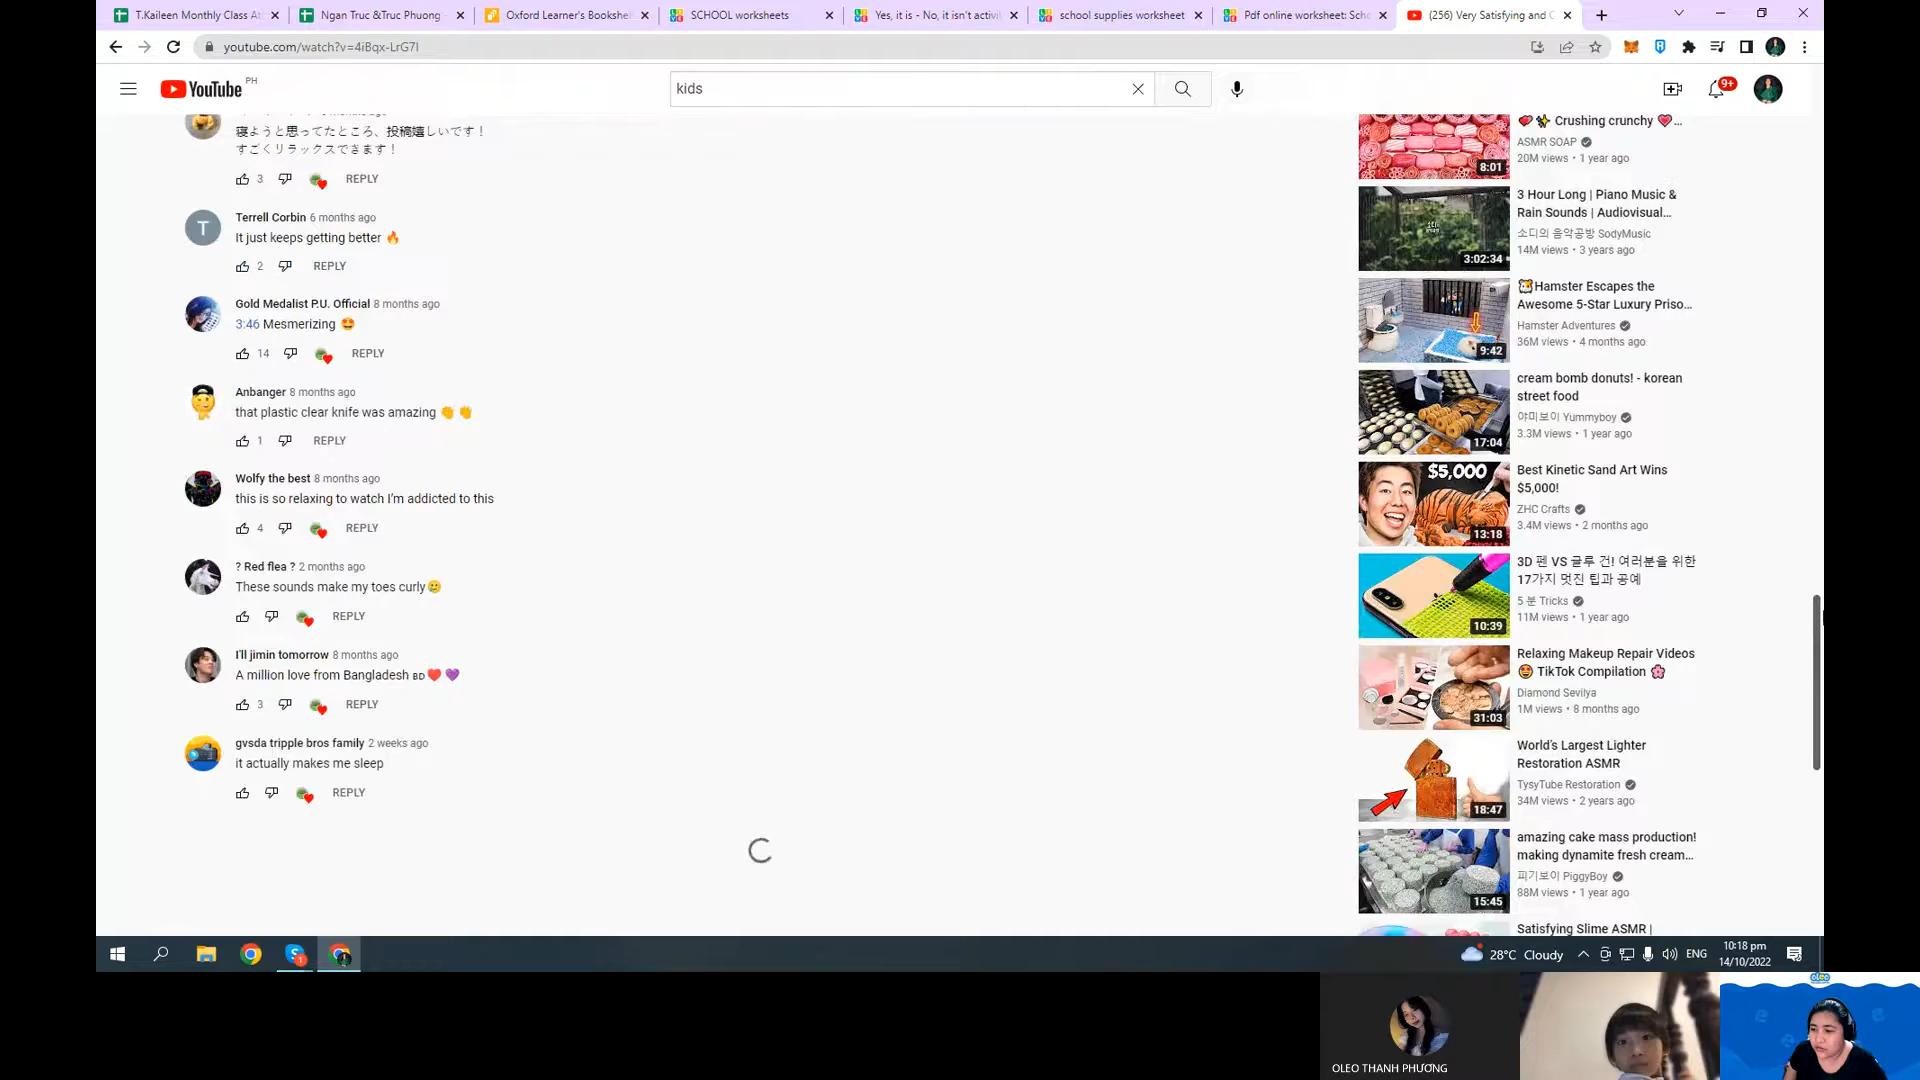 T.Kaileen Monthly Class At
Ngan Truc &Truc Phuong
Oxford Learner's Bookshel
SCHOOL worksheets
Yes, it is - No, it isn't activi
school supplies worksheet
Pdf online worksheet: Scho
(256) Very Satisfying and C
youtube.com/watch?v=4iBqx-LrG7I
YouTube PH
kids
9+
寝ようと思ってたところ、投稿嬉しいです！
すごくリラックスできます！
3 REPLY
T
Terrell Corbin 6 months ago
It just keeps getting better 🔥
2 REPLY
Gold Medalist P.U. Official 8 months ago
3:46 Mesmerizing 🤩
14 REPLY
Anbanger 8 months ago
that plastic clear knife was amazing 👏 👏
1 REPLY
Wolfy the best 8 months ago
this is so relaxing to watch I'm addicted to this
4 REPLY
? Red flea ? 2 months ago
These sounds make my toes curly🥲
REPLY
I'll jimin tomorrow 8 months ago
A million love from Bangladesh BD❤️ 💜
3 REPLY
gvsda tripple bros family 2 weeks ago
it actually makes me sleep
REPLY
💗✨ Crushing crunchy 💗...
ASMR SOAP
20M views • 1 year ago
8:01
3 Hour Long | Piano Music &
Rain Sounds | Audiovisual...
소디의 음악공방 SodyMusic
14M views • 3 years ago
3:02:34
🐹Hamster Escapes the
Awesome 5-Star Luxury Priso...
Hamster Adventures
36M views • 4 months ago
9:42
cream bomb donuts! - korean
street food
야미보이 Yummyboy
3.3M views • 1 year ago
17:04
$5,000
Best Kinetic Sand Art Wins
$5,000!
ZHC Crafts
3.4M views • 2 months ago
13:18
3D 펜 VS 글루 건! 여러분을 위한
17가지 멋진 팁과 공예
5 분 Tricks
11M views • 1 year ago
10:39
Relaxing Makeup Repair Videos
🤩 TikTok Compilation 🌸
Diamond Sevilya
1M views • 8 months ago
31:03
World's Largest Lighter
Restoration ASMR
TysyTube Restoration
34M views • 2 years ago
18:47
amazing cake mass production!
making dynamite fresh cream...
피기보이 PiggyBoy
88M views • 1 year ago
15:45
Satisfying Slime ASMR |
1
28°C Cloudy
ENG
10:18 pm
14/10/2022
oleo
OLEO THANH PHƯƠNG